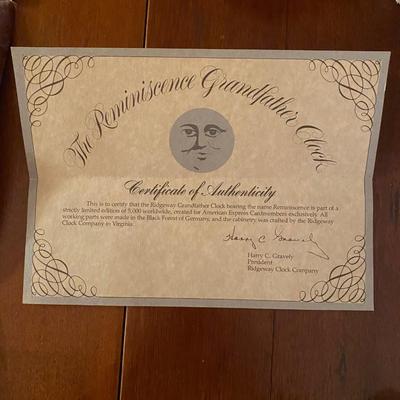 The Reminiscence Grandfather Clock
Certificate of Authenticity
This is to certify that the Ridgeway Grandfather Clock bearing the name Reminiscence is part of a
strictly limited edition of 5,000 worldwide, created for American Express Cardmembers exclusively. All
working parts were made in the Black Forest of Germany, and the cabinetry was crafted by the Ridgeway
Clock Company in Virginia.
Harry C. Gravely
Harry C. Gravely
President
Ridgeway Clock Company